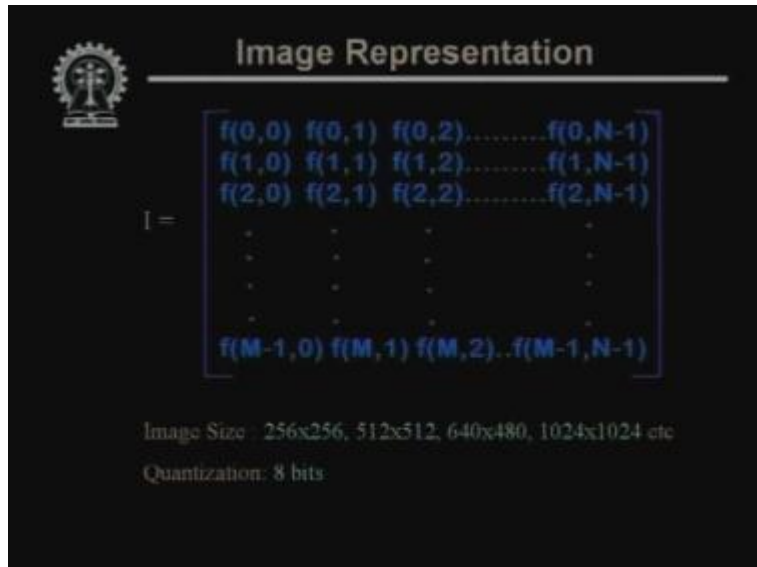 Image Representation
f(0,0) f(0,1) f(0,2).........f(0,N-1)
f(1,0) f(1,1) f(1,2).........f(1,N-1)
f(2,0) f(2,1) f(2,2).........f(2,N-1)
I =
f(M-1,0) f(M,1) f(M,2)..f(M-1,N-1)
Image Size : 256x256, 512x512, 640x480, 1024x1024 etc
Quantization: 8 bits